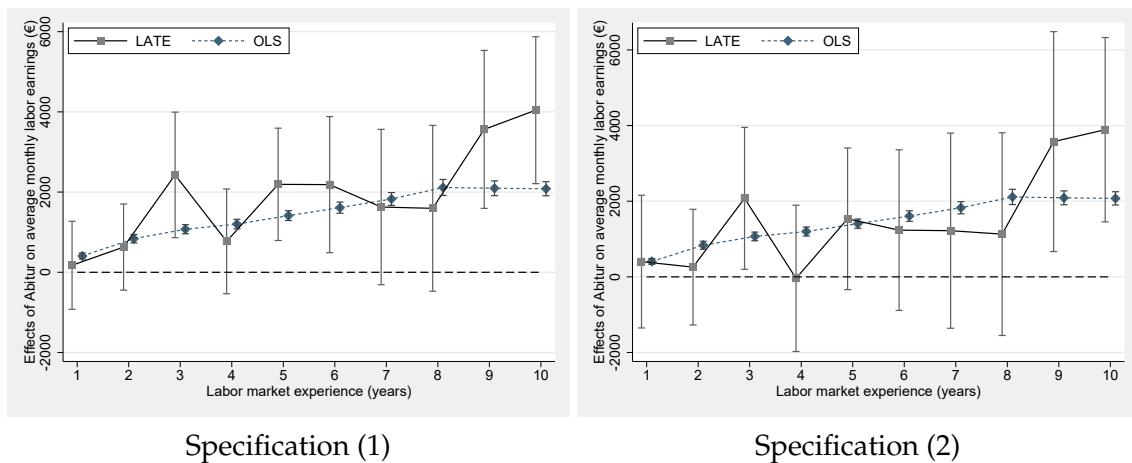 LATE OLS
Effects of Abitur on average monthly labor earnings (€)
6000
4000
2000
0
-2000
1 2 3 4 5 6 7 8 9 10
Labor market experience (years)
Specification (1)
LATE OLS
Effects of Abitur on average monthly labor earnings (€)
6000
4000
2000
0
-2000
1 2 3 4 5 6 7 8 9 10
Labor market experience (years)
Specification (2)